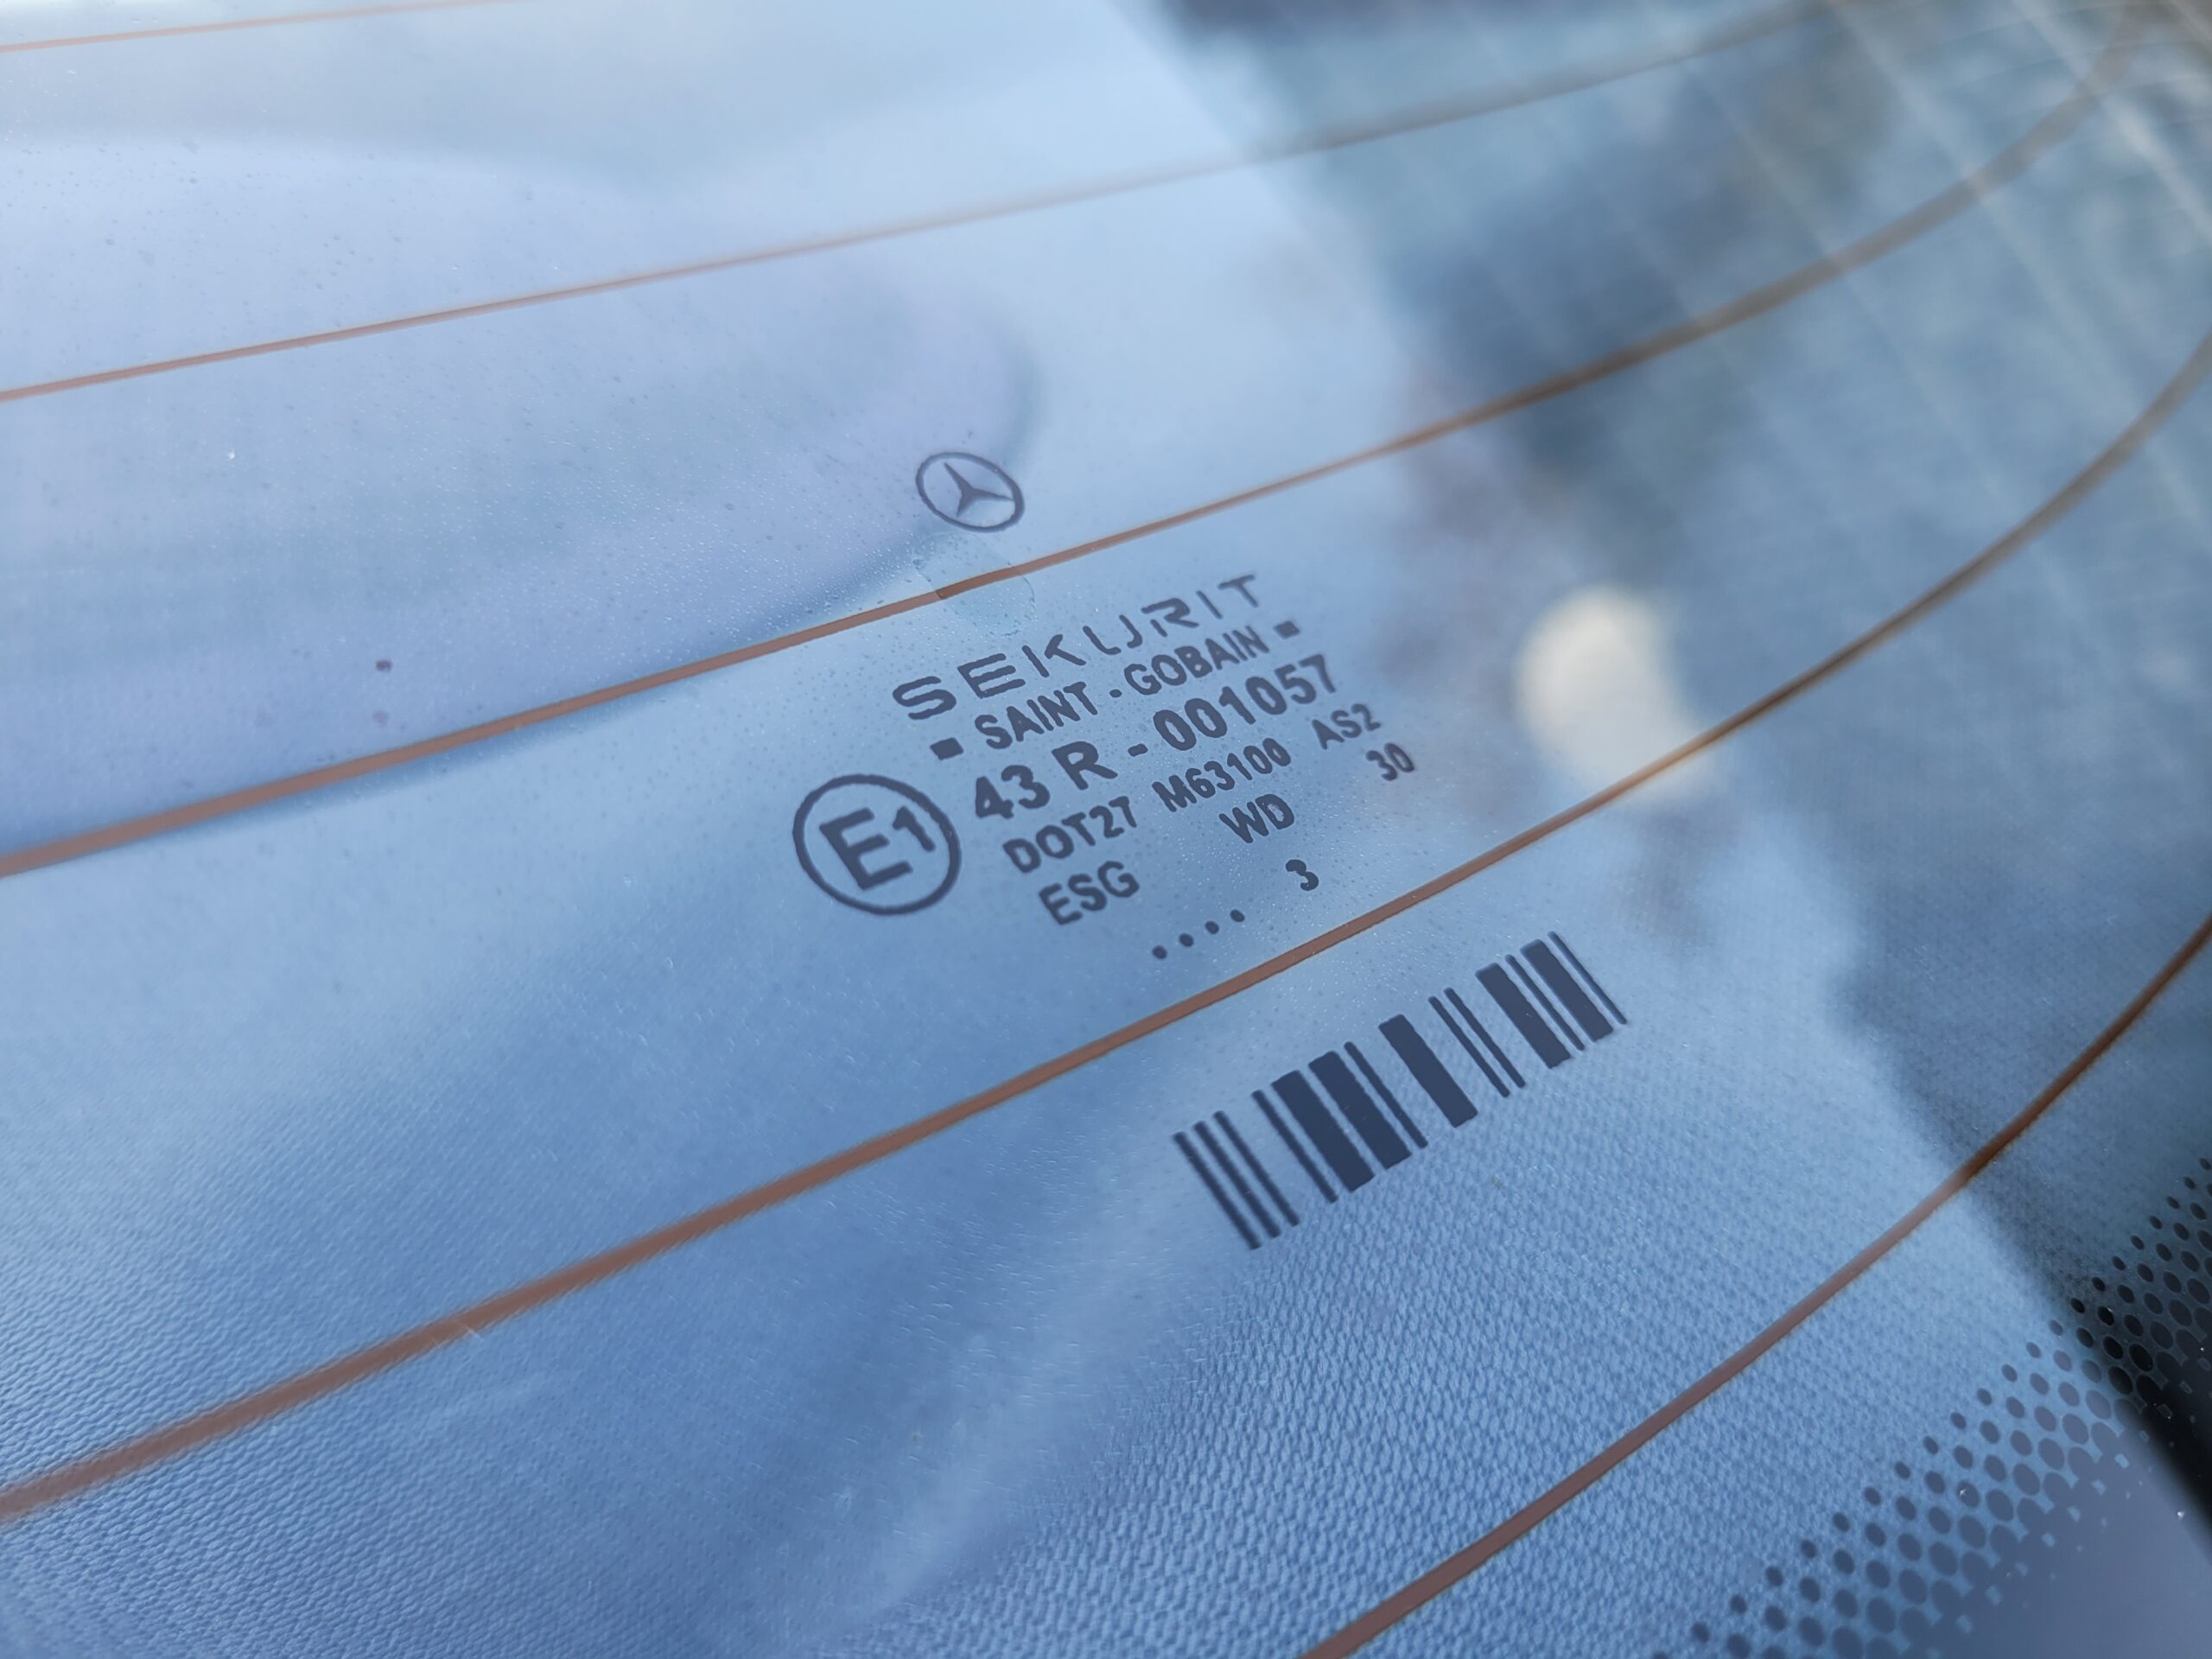 SEKURIT
▪ SAINT - GOBAIN ▪
E1 43 R - 001057
DOT27 M63100 AS2
ESG WD 30
.... 3